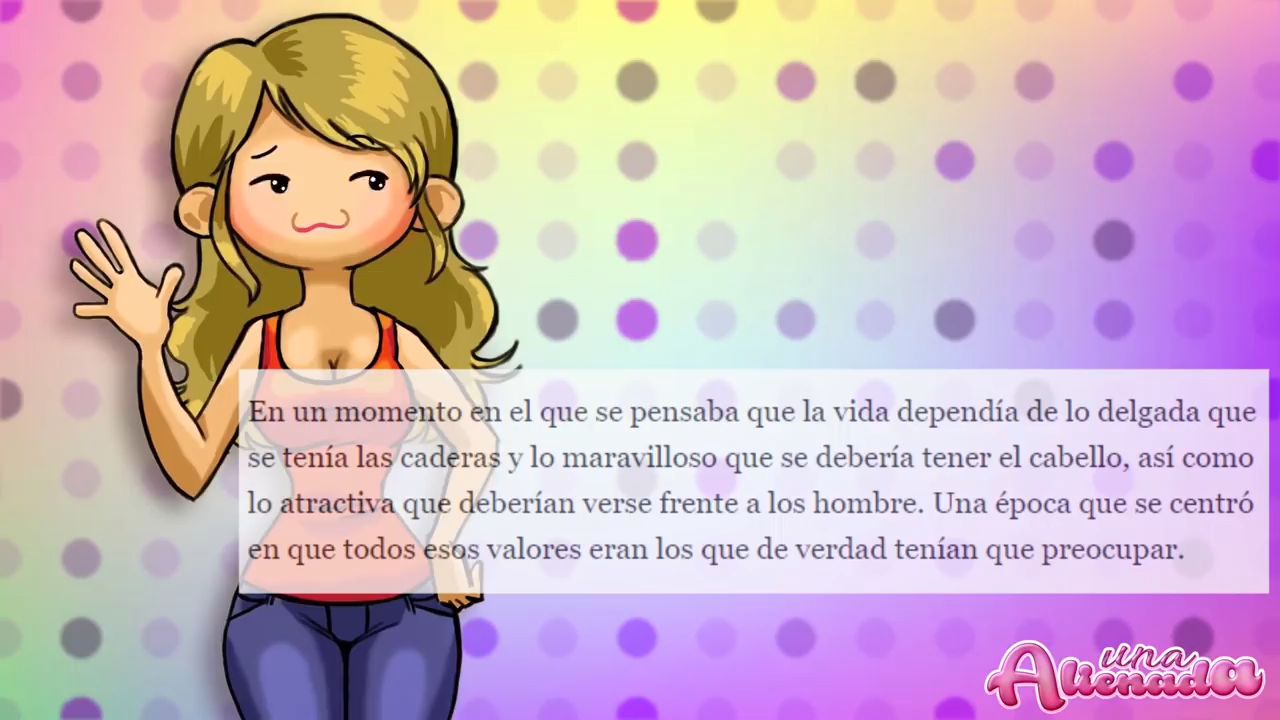 En un momento en el que se pensaba que la vida dependía de lo delgada que
se tenía las caderas y lo maravilloso que se debería tener el cabello, así como
lo atractiva que deberían verse frente a los hombre. Una época que se centró
en que todos esos valores eran los que de verdad tenían que preocupar.
una
Alienada